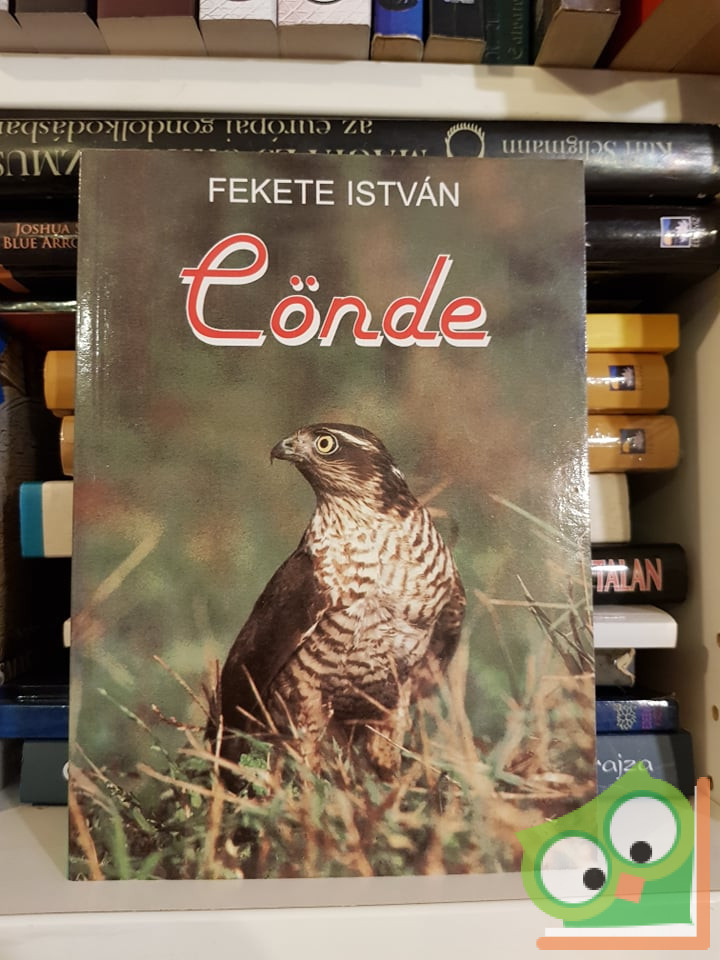 az európai gondolkodásban
Kurt Seligmann
FEKETE ISTVÁN
Cönde
JOSHUA
BLUE ARRO
TALAN
rajza